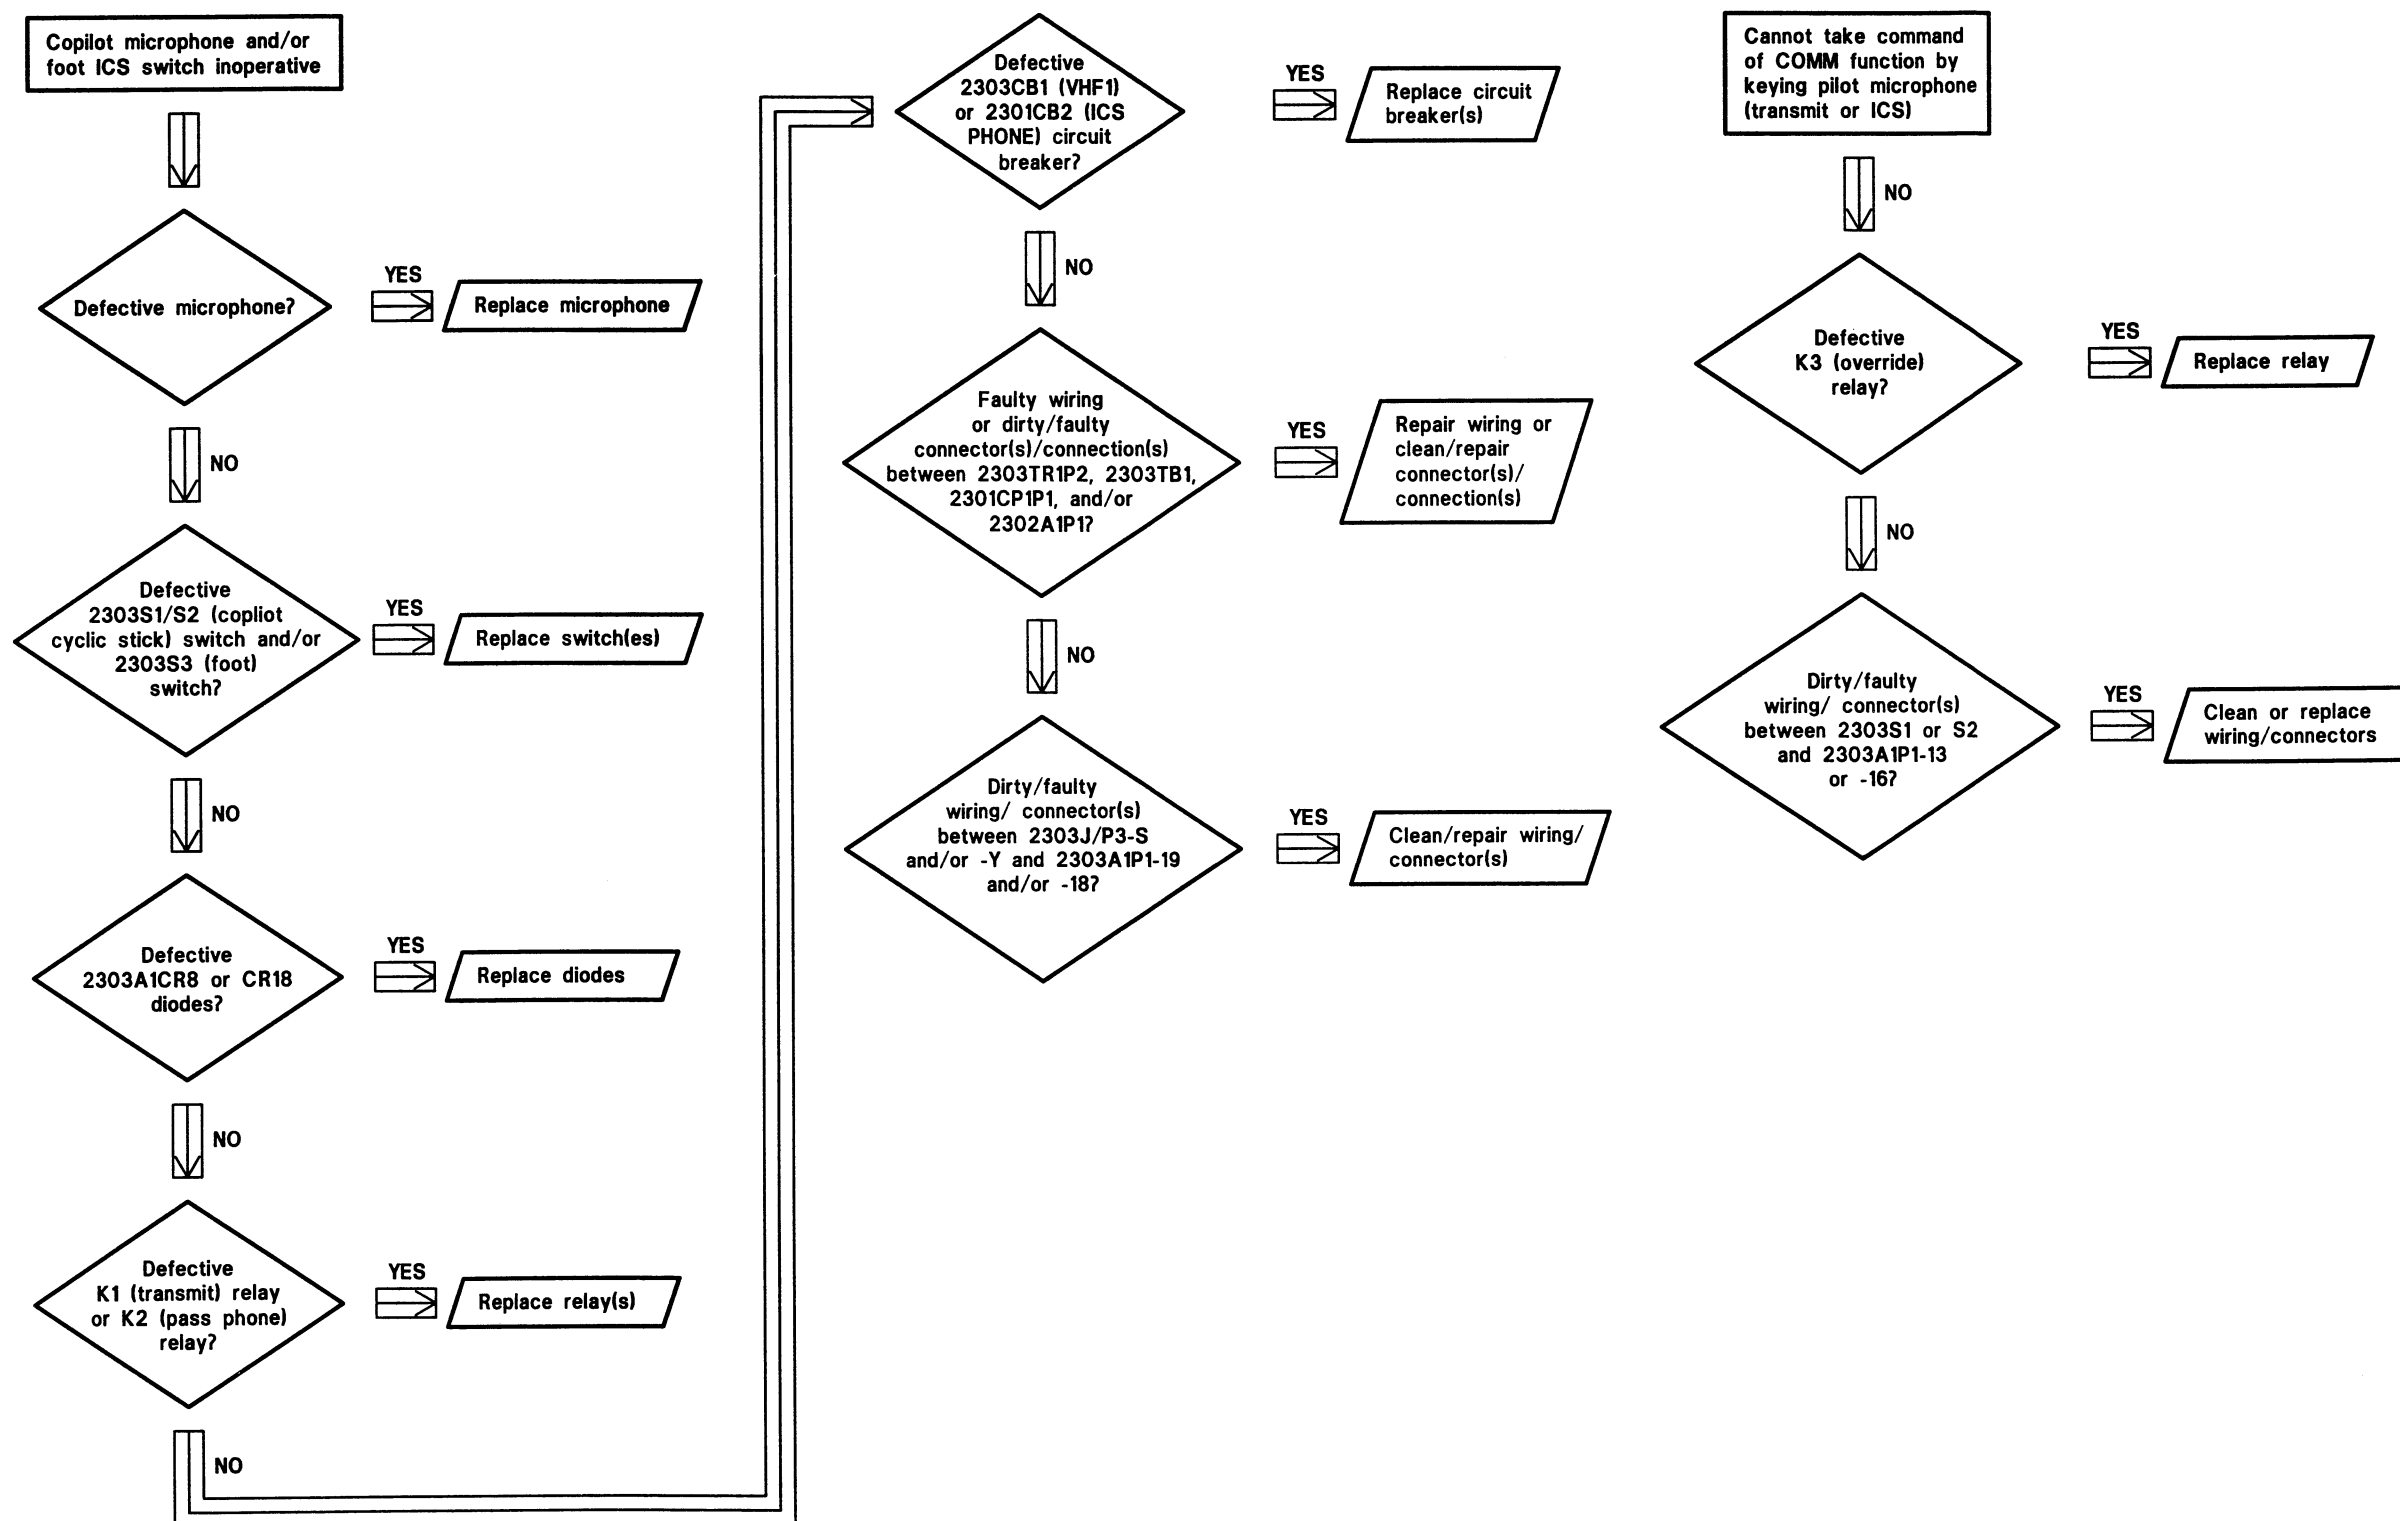 Copilot microphone and/or
foot ICS switch inoperative
Defective microphone?
YES
Replace microphone
NO
Defective
2303S1/S2 (copliot
cyclic stick) switch and/or
2303S3 (foot)
switch?
YES
Replace switch(es)
NO
Defective
2303A1CR8 or CR18
diodes?
YES
Replace diodes
NO
Defective
K1 (transmit) relay
or K2 (pass phone)
relay?
YES
Replace relay(s)
NO
Defective
2303CB1 (VHF1)
or 2301CB2 (ICS
PHONE) circuit
breaker?
YES
Replace circuit
breaker(s)
NO
Faulty wiring
or dirty/faulty
connector(s)/connection(s)
between 2303TR1P2, 2303TB1,
2301CP1P1, and/or
2302A1P1?
YES
Repair wiring or
clean/repair
connector(s)/
connection(s)
NO
Dirty/faulty
wiring/ connector(s)
between 2303J/P3-S
and/or -Y and 2303A1P1-19
and/or -18?
YES
Clean/repair wiring/
connector(s)
Cannot take command
of COMM function by
keying pilot microphone
(transmit or ICS)
NO
Defective
K3 (override)
relay?
YES
Replace relay
NO
Dirty/faulty
wiring/ connector(s)
between 2303S1 or S2
and 2303A1P1-13
or -16?
YES
Clean or replace
wiring/connectors